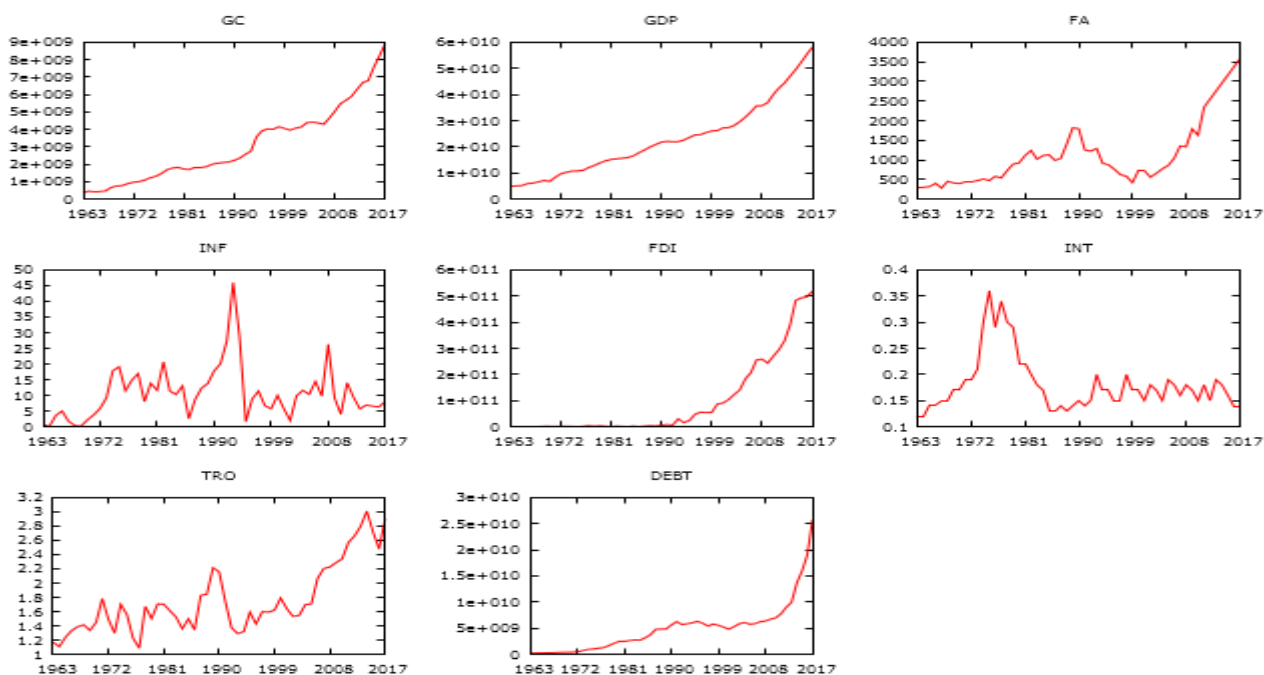 GC
9e+009
8e+009
7e+009
6e+009
5e+009
4e+009
3e+009
2e+009
1e+009
0
1963 1972 1981 1990 1999 2008 2017
GDP
6e+010
5e+010
4e+010
3e+010
2e+010
1e+010
0
1963 1972 1981 1990 1999 2008 2017
FA
4000
3500
3000
2500
2000
1500
1000
500
0
1963 1972 1981 1990 1999 2008 2017
INF
50
45
40
35
30
25
20
15
10
5
0
1963 1972 1981 1990 1999 2008 2017
FDI
6e+011
5e+011
4e+011
3e+011
2e+011
1e+011
0
1963 1972 1981 1990 1999 2008 2017
INT
0.4
0.35
0.3
0.25
0.2
0.15
0.1
1963 1972 1981 1990 1999 2008 2017
TRO
3.2
3
2.8
2.6
2.4
2.2
2
1.8
1.6
1.4
1.2
1
1963 1972 1981 1990 1999 2008 2017
DEBT
3e+010
2.5e+010
2e+010
1.5e+010
1e+010
5e+009
0
1963 1972 1981 1990 1999 2008 2017